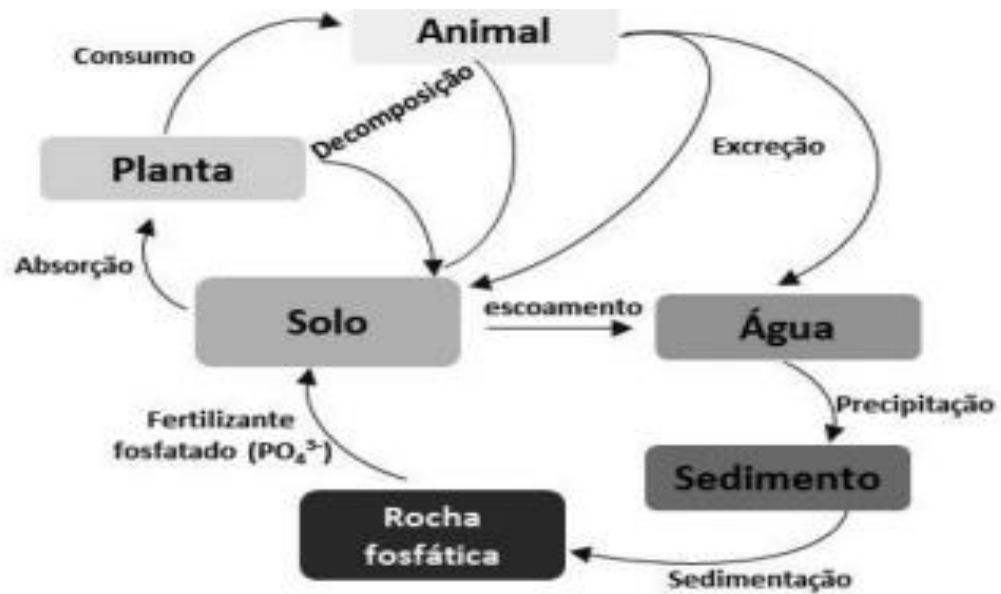 Animal
Consumo
Decomposição
Excreção
Planta
Absorção
Solo
escoamento
Água
Fertilizante
fosfatado (PO₄³⁻)
Precipitação
Sedimento
Rocha
fosfática
Sedimentação